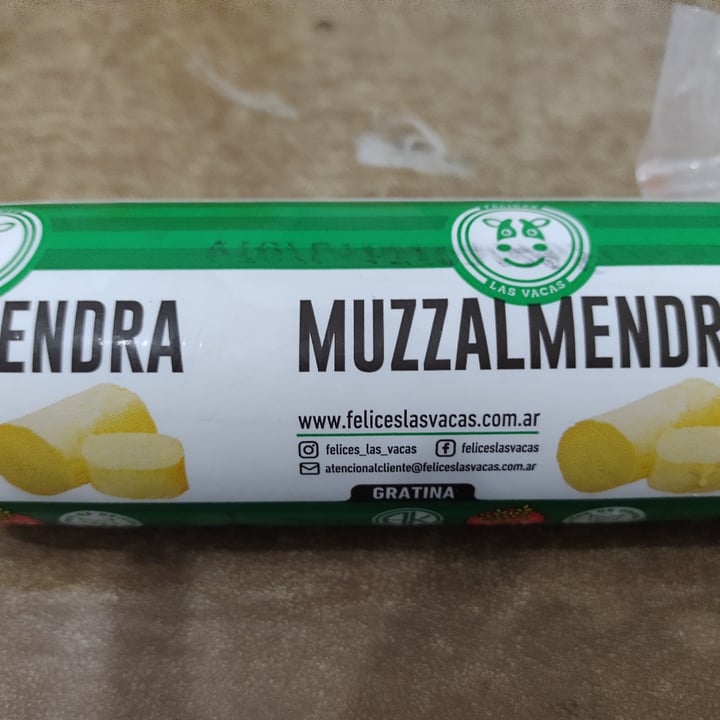 FELICES
LAS VACAS
ENDRA
MUZZALMENDR
www.feliceslasvacas.com.ar
felices_las_vacas feliceslasvacas
atencionalcliente@feliceslasvacas.com.ar
GRATINA